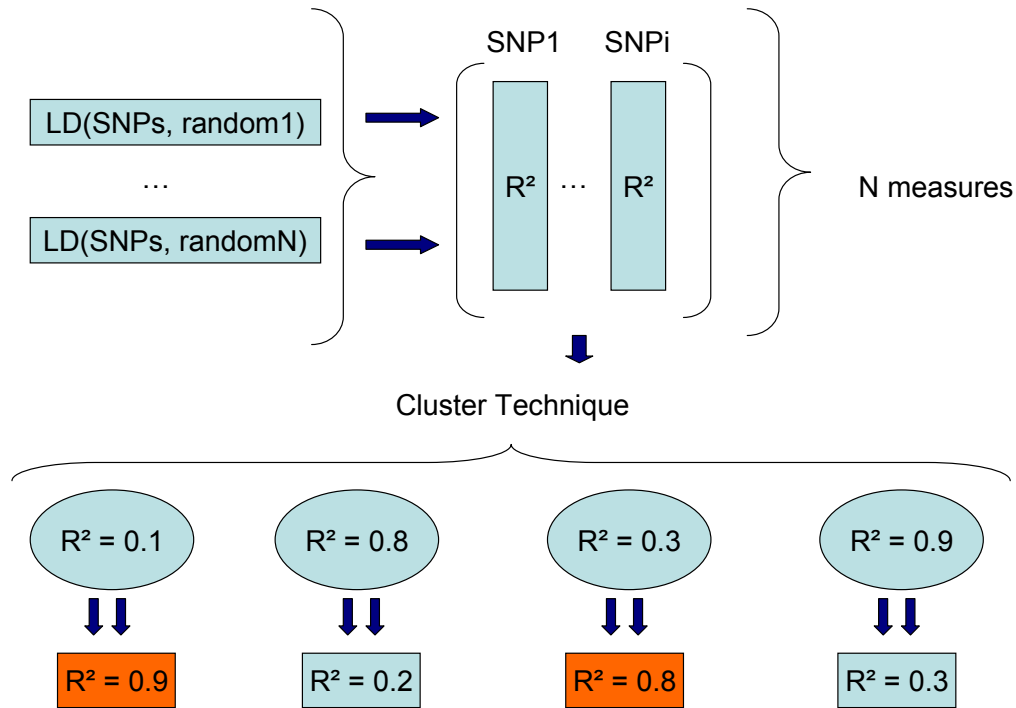 SNP1 SNPi
LD(SNPs, random1)
...
LD(SNPs, randomN)
R² ... R²
N measures
Cluster Technique
R² = 0.1 R² = 0.8 R² = 0.3 R² = 0.9
R² = 0.9 R² = 0.2 R² = 0.8 R² = 0.3